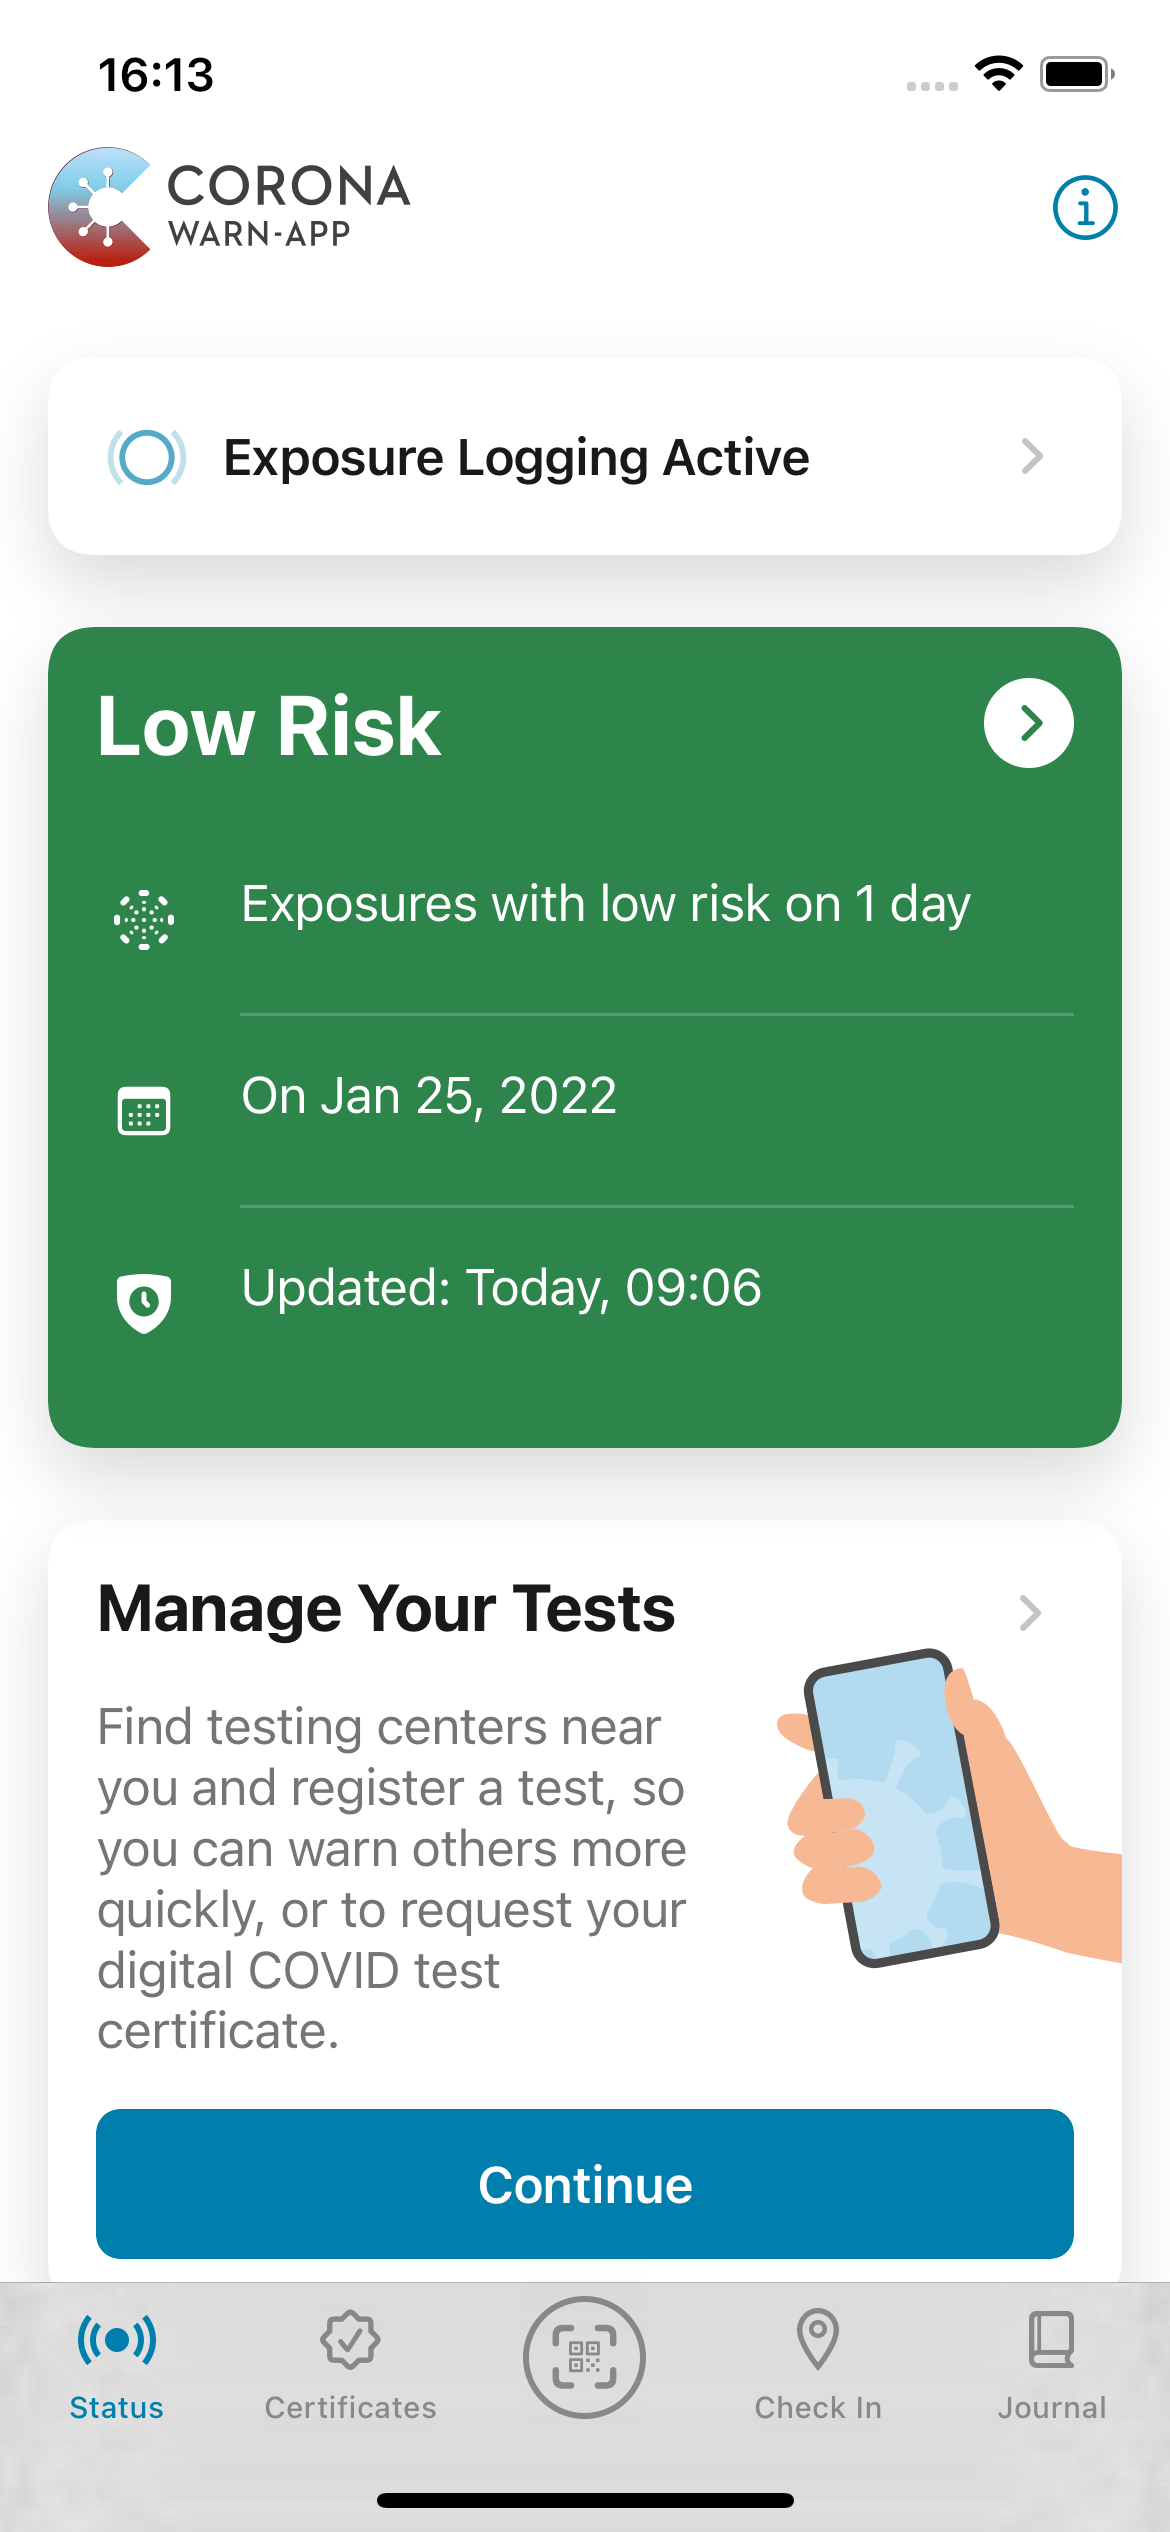 16:13
CORONA
WARN-APP
Exposure Logging Active
Low Risk
Exposures with low risk on 1 day
On Jan 25, 2022
Updated: Today, 09:06
Manage Your Tests
Find testing centers near
you and register a test, so
you can warn others more
quickly, or to request your
digital COVID test
certificate.
Continue
Status
Certificates
Check In
Journal